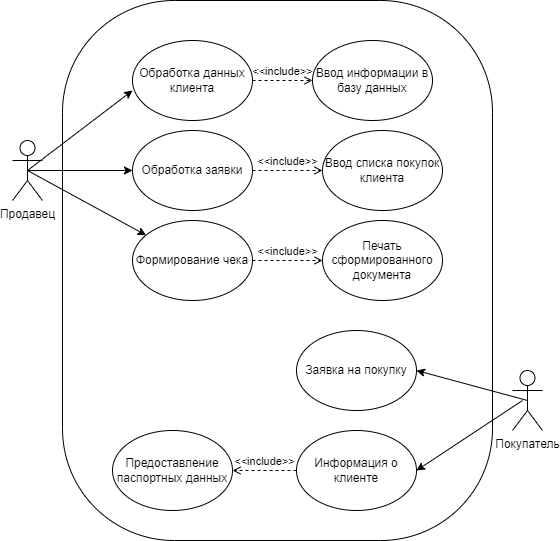 Обработка данных
клиента
<<include>>
Ввод информации в
базу данных
Обработка заявки
<<include>>
Ввод списка покупок
клиента
Продавец
Формирование чека
<<include>>
Печать
сформированного
документа
Заявка на покупку
Покупатель
Предоставление
паспортных данных
<<include>>
Информация о
клиенте